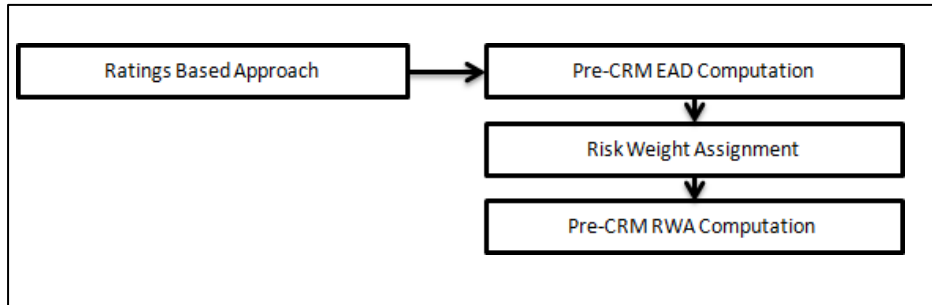 Ratings Based Approach
Pre-CRM EAD Computation
Risk Weight Assignment
Pre-CRM RWA Computation